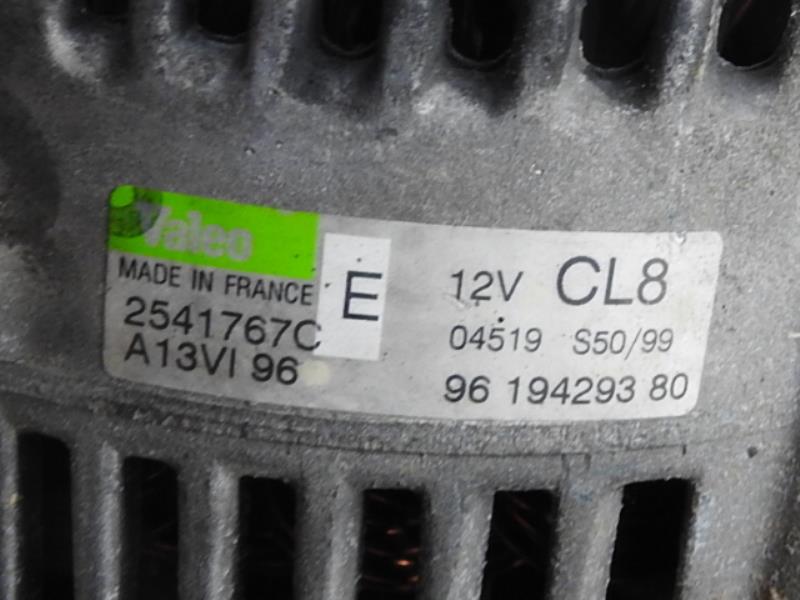 Valeo
MADE IN FRANCE
2541767C
A13VI 96
E
12V CL8
04519 S50/99
96 194293 80